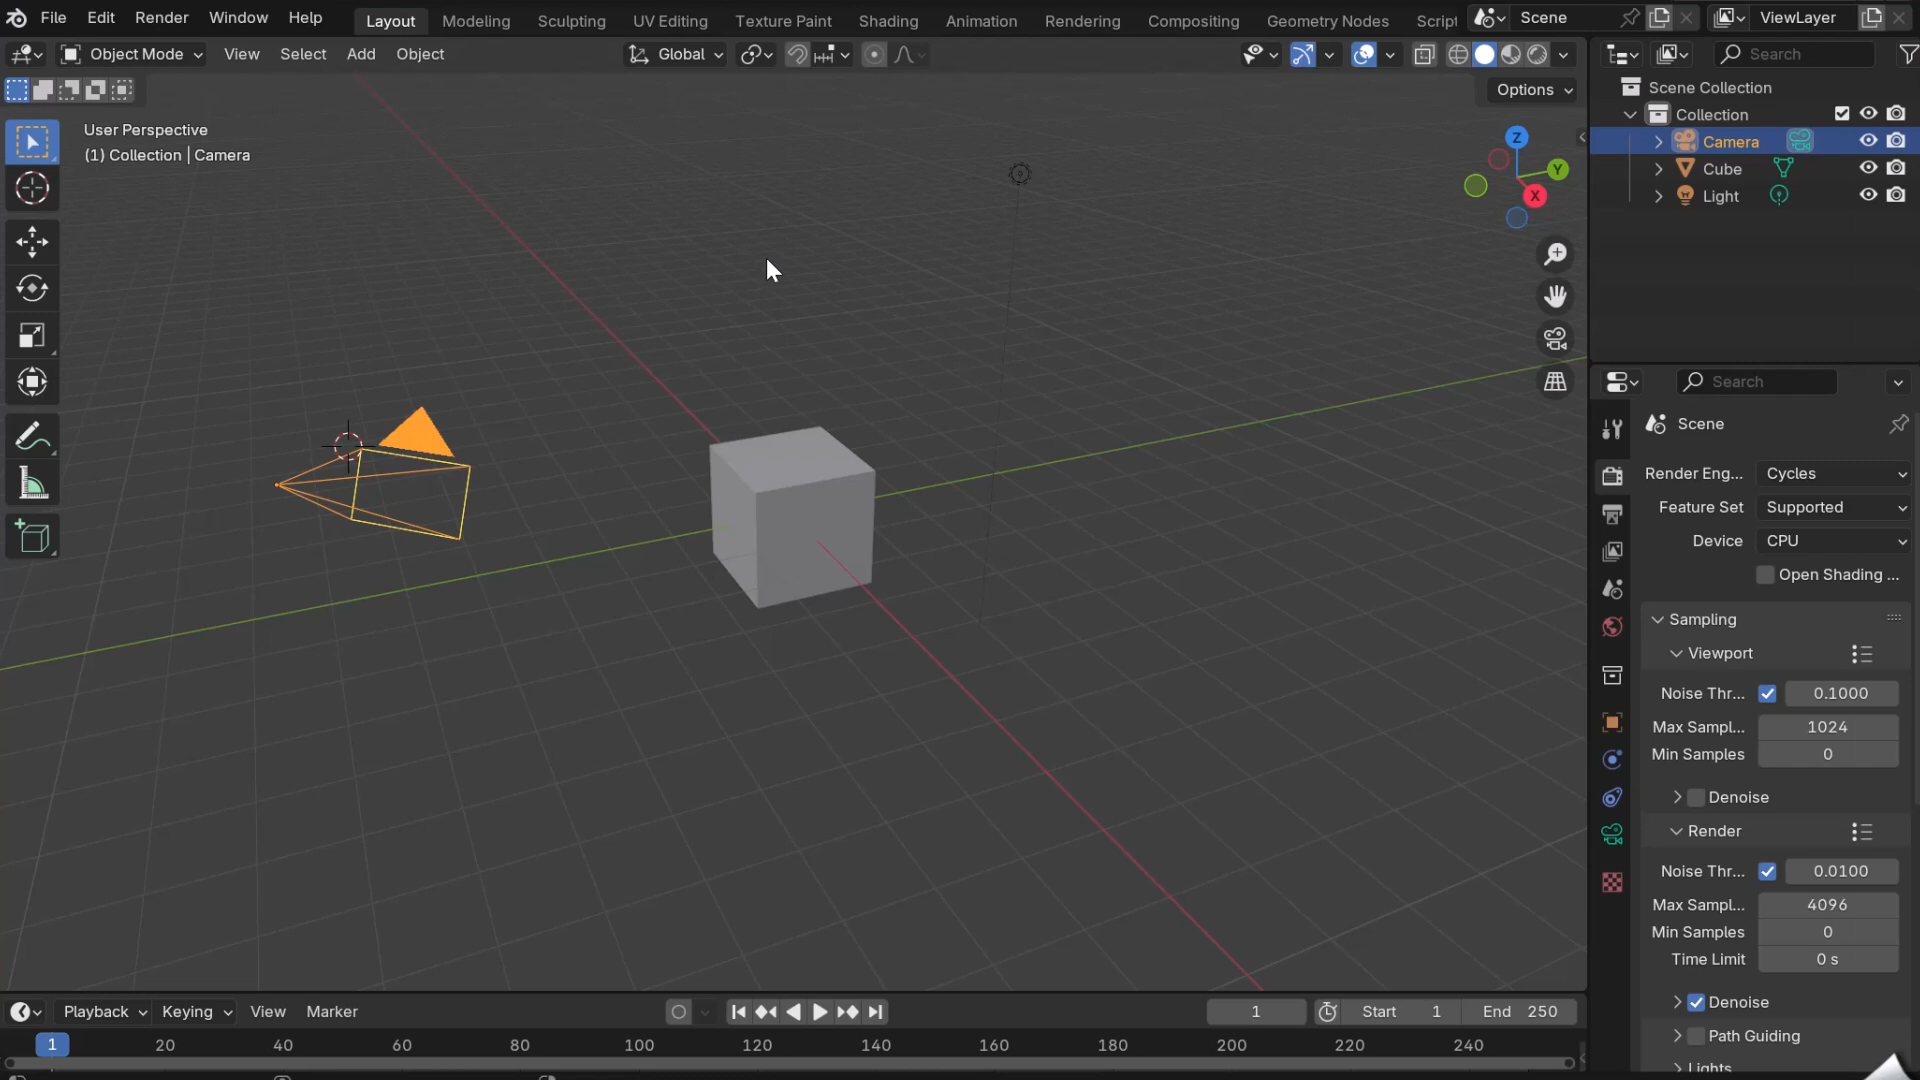 File Edit Render Window Help Layout Modeling Sculpting UV Editing Texture Paint Shading Animation Rendering Compositing Geometry Nodes Script Scene ViewLayer
Object Mode View Select Add Object Global Search
Options
User Perspective
(1) Collection | Camera
Z
Y
X
Scene Collection
Collection
Camera
Cube
Light
Search
Scene
Render Eng... Cycles
Feature Set Supported
Device CPU
Open Shading ...
Sampling
Viewport
Noise Thr... 0.1000
Max Sampl... 1024
Min Samples 0
Denoise
Render
Noise Thr... 0.0100
Max Sampl... 4096
Min Samples 0
Time Limit 0 s
Denoise
Path Guiding
Lights
Playback Keying View Marker 1 Start 1 End 250
1 20 40 60 80 100 120 140 160 180 200 220 240